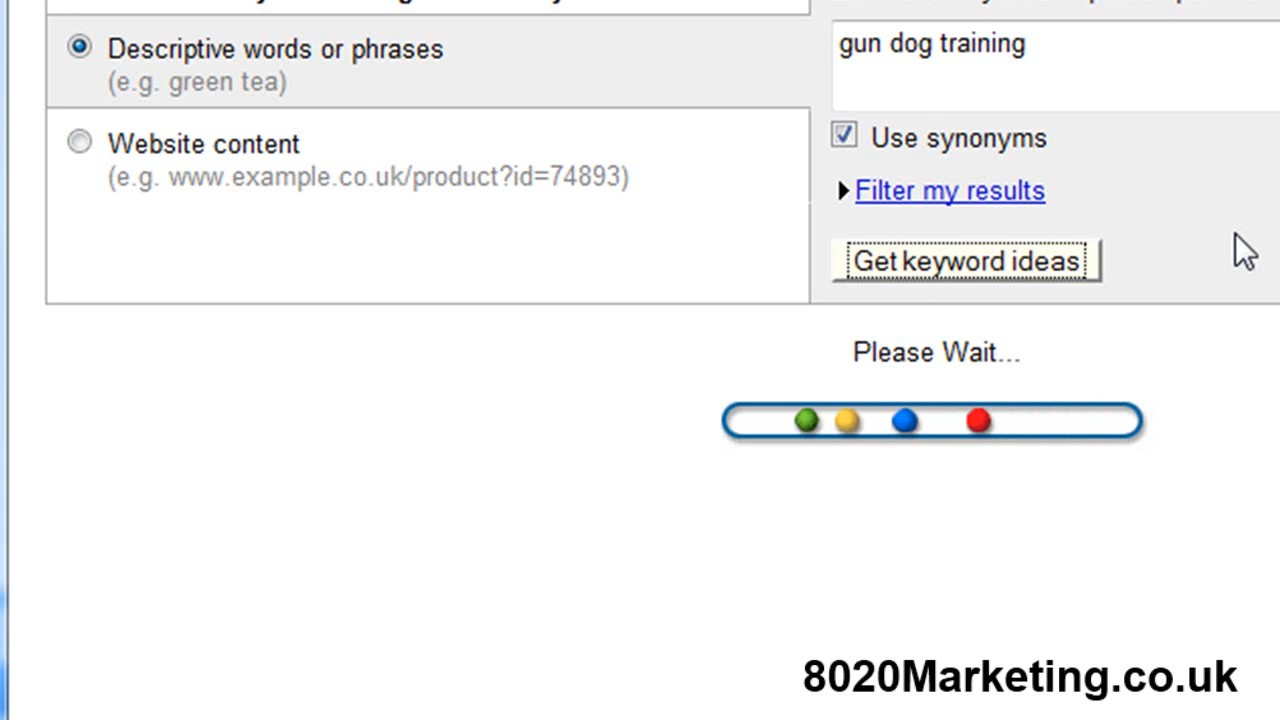 Descriptive words or phrases
(e.g. green tea)
gun dog training
Website content
(e.g. www.example.co.uk/product?id=74893)
Use synonyms
Filter my results
Get keyword ideas
Please Wait...
8020Marketing.co.uk